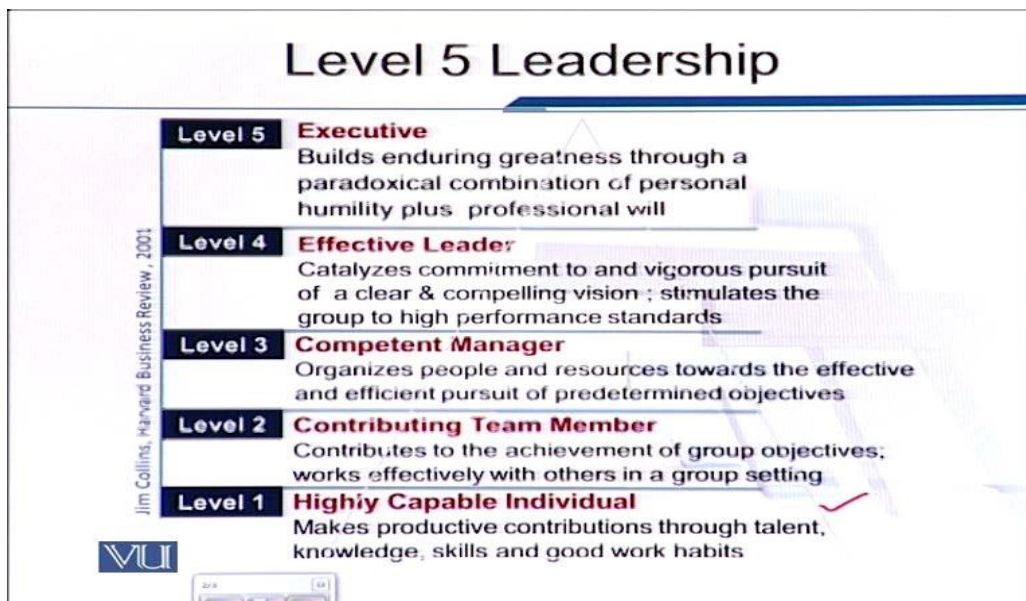 Level 5 Leadership
Level 5
Executive
Builds enduring greatness through a
paradoxical combination of personal
humility plus professional will
Level 4
Effective Leader
Catalyzes commitment to and vigorous pursuit
of a clear & compelling vision ; stimulates the
group to high performance standards
Level 3
Competent Manager
Organizes people and resources towards the effective
and efficient pursuit of predetermined objectives
Level 2
Contributing Team Member
Contributes to the achievement of group objectives;
works effectively with others in a group setting
Level 1
Highly Capable Individual
Makes productive contributions through talent,
knowledge, skills and good work habits
Jim Collins, Harvard Business Review, 2001
VU